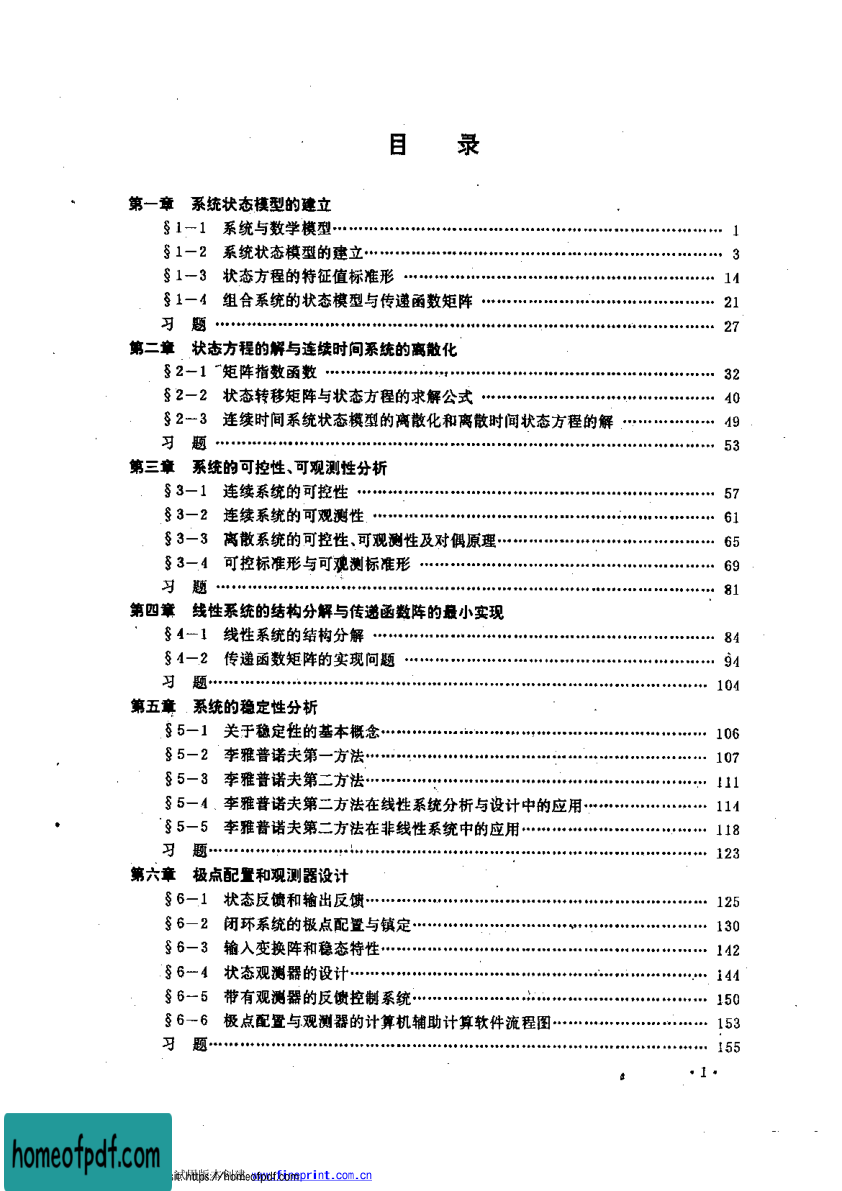 目 录
第一章 系统状态模型的建立
§1-1 系统与数学模型……1
§1-2 系统状态模型的建立……3
§1-3 状态方程的特征值标准形……14
§1-4 组合系统的状态模型与传递函数矩阵……21
习 题……27
第二章 状态方程的解与连续时间系统的离散化
§2-1 矩阵指数函数……32
§2-2 状态转移矩阵与状态方程的求解公式……40
§2-3 连续时间系统状态模型的离散化和离散时间状态方程的解……49
习 题……53
第三章 系统的可控性、可观测性分析
§3-1 连续系统的可控性……57
§3-2 连续系统的可观测性……61
§3-3 离散系统的可控性、可观测性及对偶原理……65
§3-4 可控标准形与可观测标准形……69
习 题……81
第四章 线性系统的结构分解与传递函数阵的最小实现
§4-1 线性系统的结构分解……84
§4-2 传递函数矩阵的实现问题……94
习 题……104
第五章 系统的稳定性分析
§5-1 关于稳定性的基本概念……106
§5-2 李雅普诺夫第一方法……107
§5-3 李雅普诺夫第二方法……111
§5-4 李雅普诺夫第二方法在线性系统分析与设计中的应用……114
§5-5 李雅普诺夫第二方法在非线性系统中的应用……118
习 题……123
第六章 极点配置和观测器设计
§6-1 状态反馈和输出反馈……125
§6-2 闭环系统的极点配置与镇定……130
§6-3 输入变换阵和稳态特性……142
§6-4 状态观测器的设计……144
§6-5 带有观测器的反馈控制系统……150
§6-6 极点配置与观测器的计算机辅助计算软件流程图……153
习 题……155
·I·
homeofpdf.com
https://homeofpdf.com
fineprint.com.cn